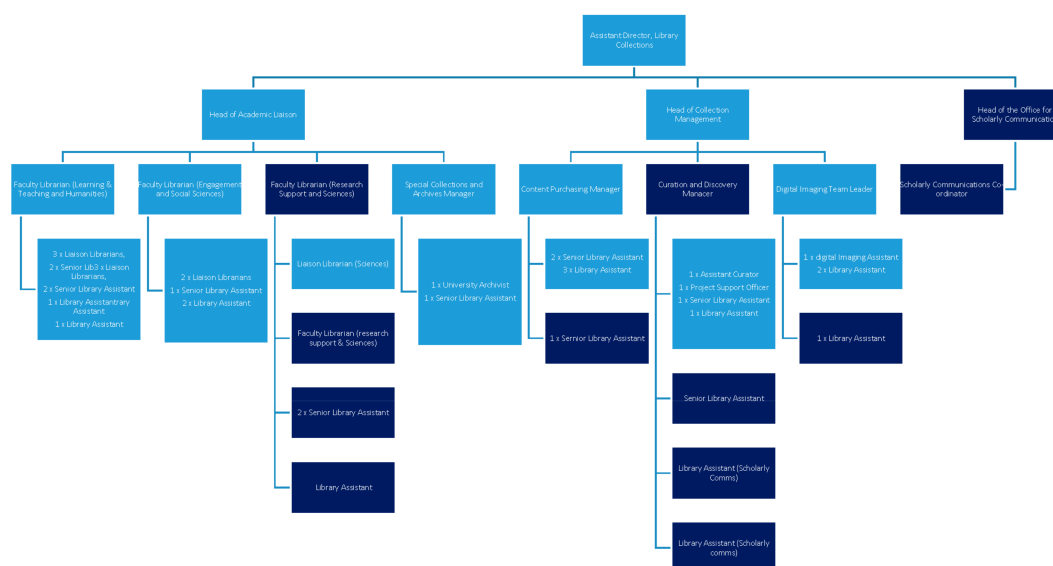 Assistant Director, Library
Collections
Head of Academic Liaison
Head of Collection
Management
Head of the Office for
Scholarly Communication
Faculty Librarian (Learning &
Teaching and Humanities)
Faculty Librarian (Engagement
and Social Sciences)
Faculty Librarian (Research
Support and Sciences)
Special Collections and
Archives Manager
Content Purchasing Manager
Curation and Discovery
Manacer
Digital Imaging Team Leader
Scholarly Communications Co-
ordinator
3 x Liaison Librarians,
2 x Senior Lib3 x Liaison
Librarians,
2 x Senior Library Assistant
1 x Library Assistantrary
Assistant
1 x Library Assistant
2 x Liaison Librarians
1 x Senior Library Assistant
2 x Library Assistant
Liaison Librarian (Sciences)
Faculty Librarian (research
support & Sciences)
2 x Senior Library Assistant
Library Assistant
1 x University Archivist
1 x Senior Library Assistant
2 x Senior Library Assistant
3 x Library Assistant
1 x Sernior Library Assistant
1 x Assistant Curator
1 x Project Support Officer
1 x Senior Library Assistant
1 x Library Assistant
Senior Library Assistant
Library Assistant (Scholarly
Comms)
Library Assistant (Scholarly
comms)
1 x digital Imaging Assistant
2 x Library Assistant
1 x Library Assistant